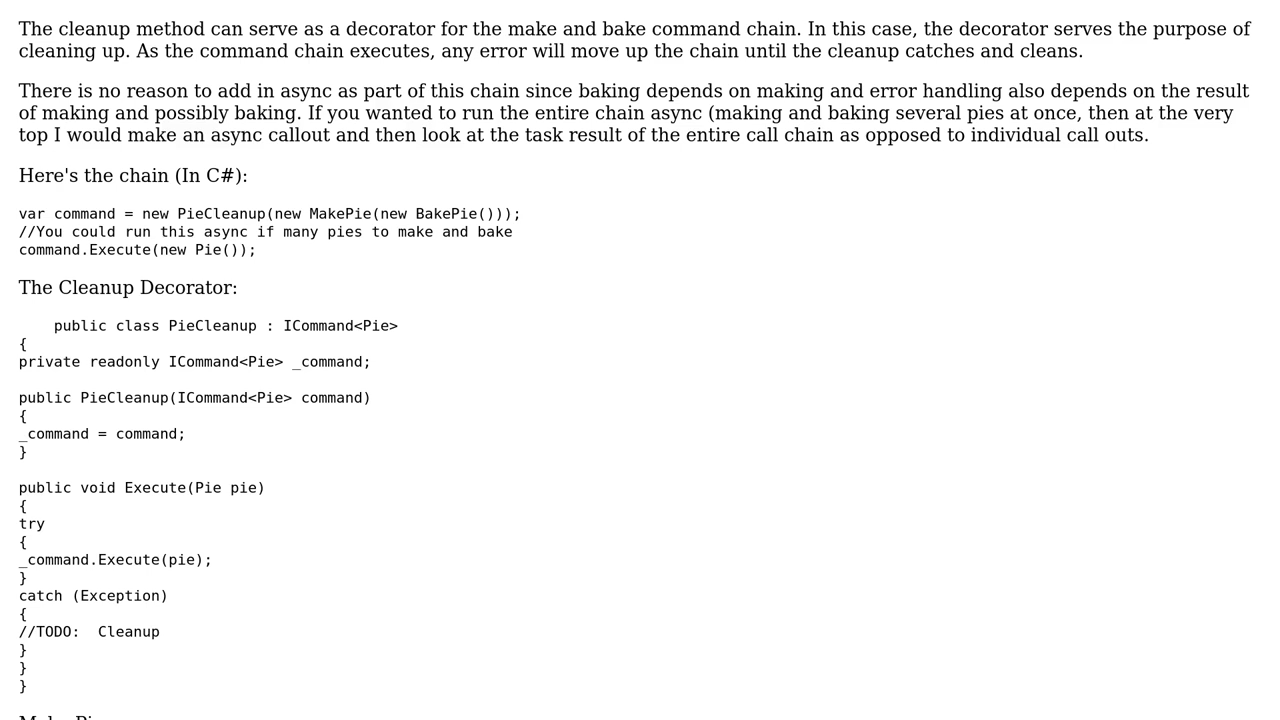 The cleanup method can serve as a decorator for the make and bake command chain. In this case, the decorator serves the purpose of
cleaning up. As the command chain executes, any error will move up the chain until the cleanup catches and cleans.
There is no reason to add in async as part of this chain since baking depends on making and error handling also depends on the result
of making and possibly baking. If you wanted to run the entire chain async (making and baking several pies at once, then at the very
top I would make an async callout and then look at the task result of the entire call chain as opposed to individual call outs.
Here's the chain (In C#):
var command = new PieCleanup(new MakePie(new BakePie()));
//You could run this async if many pies to make and bake
command.Execute(new Pie());
The Cleanup Decorator:
public class PieCleanup : ICommand<Pie>
{
private readonly ICommand<Pie> _command;
public PieCleanup(ICommand<Pie> command)
{
_command = command;
}
public void Execute(Pie pie)
{
try
{
_command.Execute(pie);
}
catch (Exception)
{
//TODO:  Cleanup
}
}
}